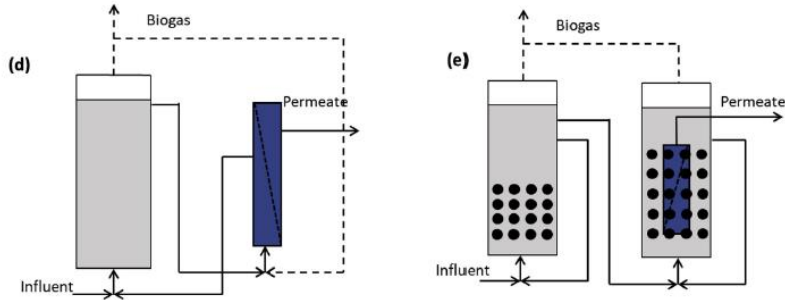 Biogas
(d)
Permeate
Influent
Biogas
(e)
Permeate
Influent